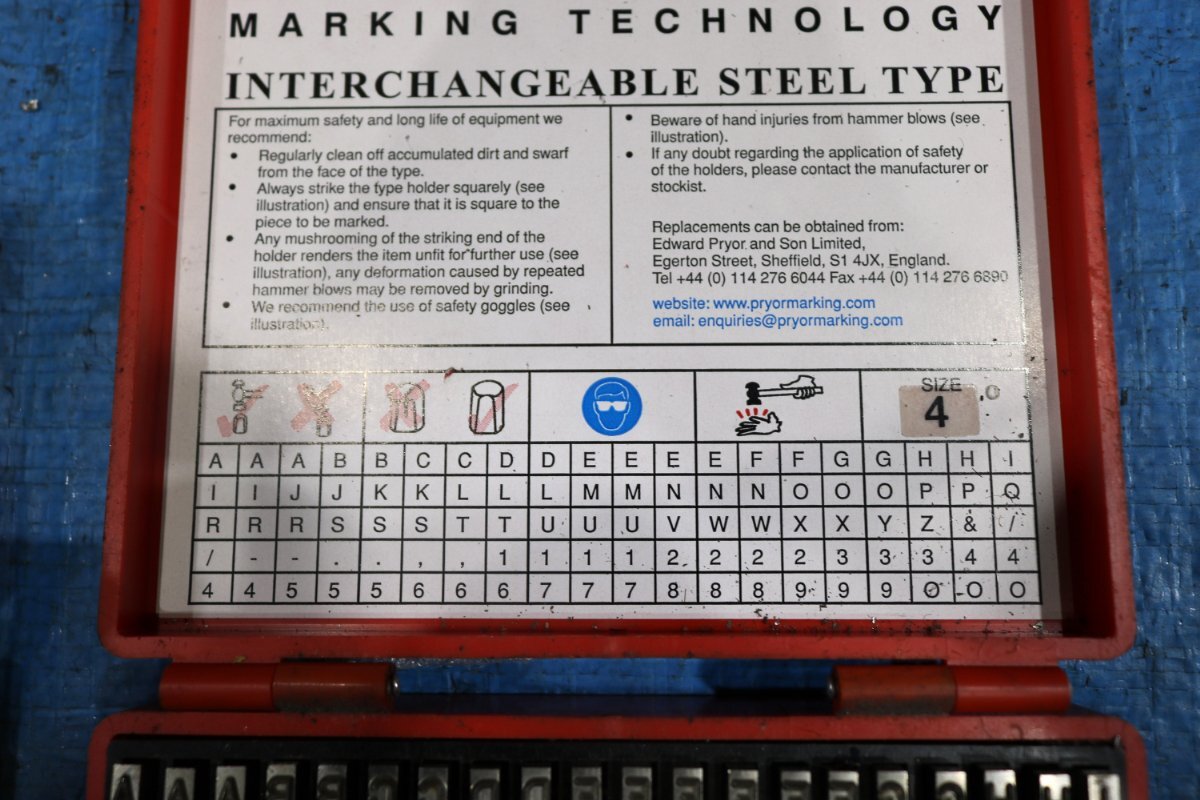 MARKING TECHNOLOGY
INTERCHANGEABLE STEEL TYPE
For maximum safety and long life of equipment we
recommend:
• Regularly clean off accumulated dirt and swarf
from the face of the type.
• Always strike the type holder squarely (see
illustration) and ensure that it is square to the
piece to be marked.
• Any mushrooming of the striking end of the
holder renders the item unfit for further use (see
illustration), any deformation caused by repeated
hammer blows may be removed by grinding.
• We recommend the use of safety goggles (see
illustration).
• Beware of hand injuries from hammer blows (see
illustration).
• If any doubt regarding the application of safety
of the holders, please contact the manufacturer or
stockist.
Replacements can be obtained from:
Edward Pryor and Son Limited,
Egerton Street, Sheffield, S1 4JX, England.
Tel +44 (0) 114 276 6044 Fax +44 (0) 114 276 6890
website: www.pryormarking.com
email: enquiries@pryormarking.com
SIZE
4 .0
A A A B B C C D D E E E E F F G G H H I
I I J J K K L L L M M N N N O O O P P Q
R R R S S S T T U U U V W W X X Y Z & /
/ - - . . , , 1 1 1 1 2 2 2 2 3 3 3 4 4
4 4 5 5 5 6 6 6 7 7 7 8 8 8 9 9 9 O O O